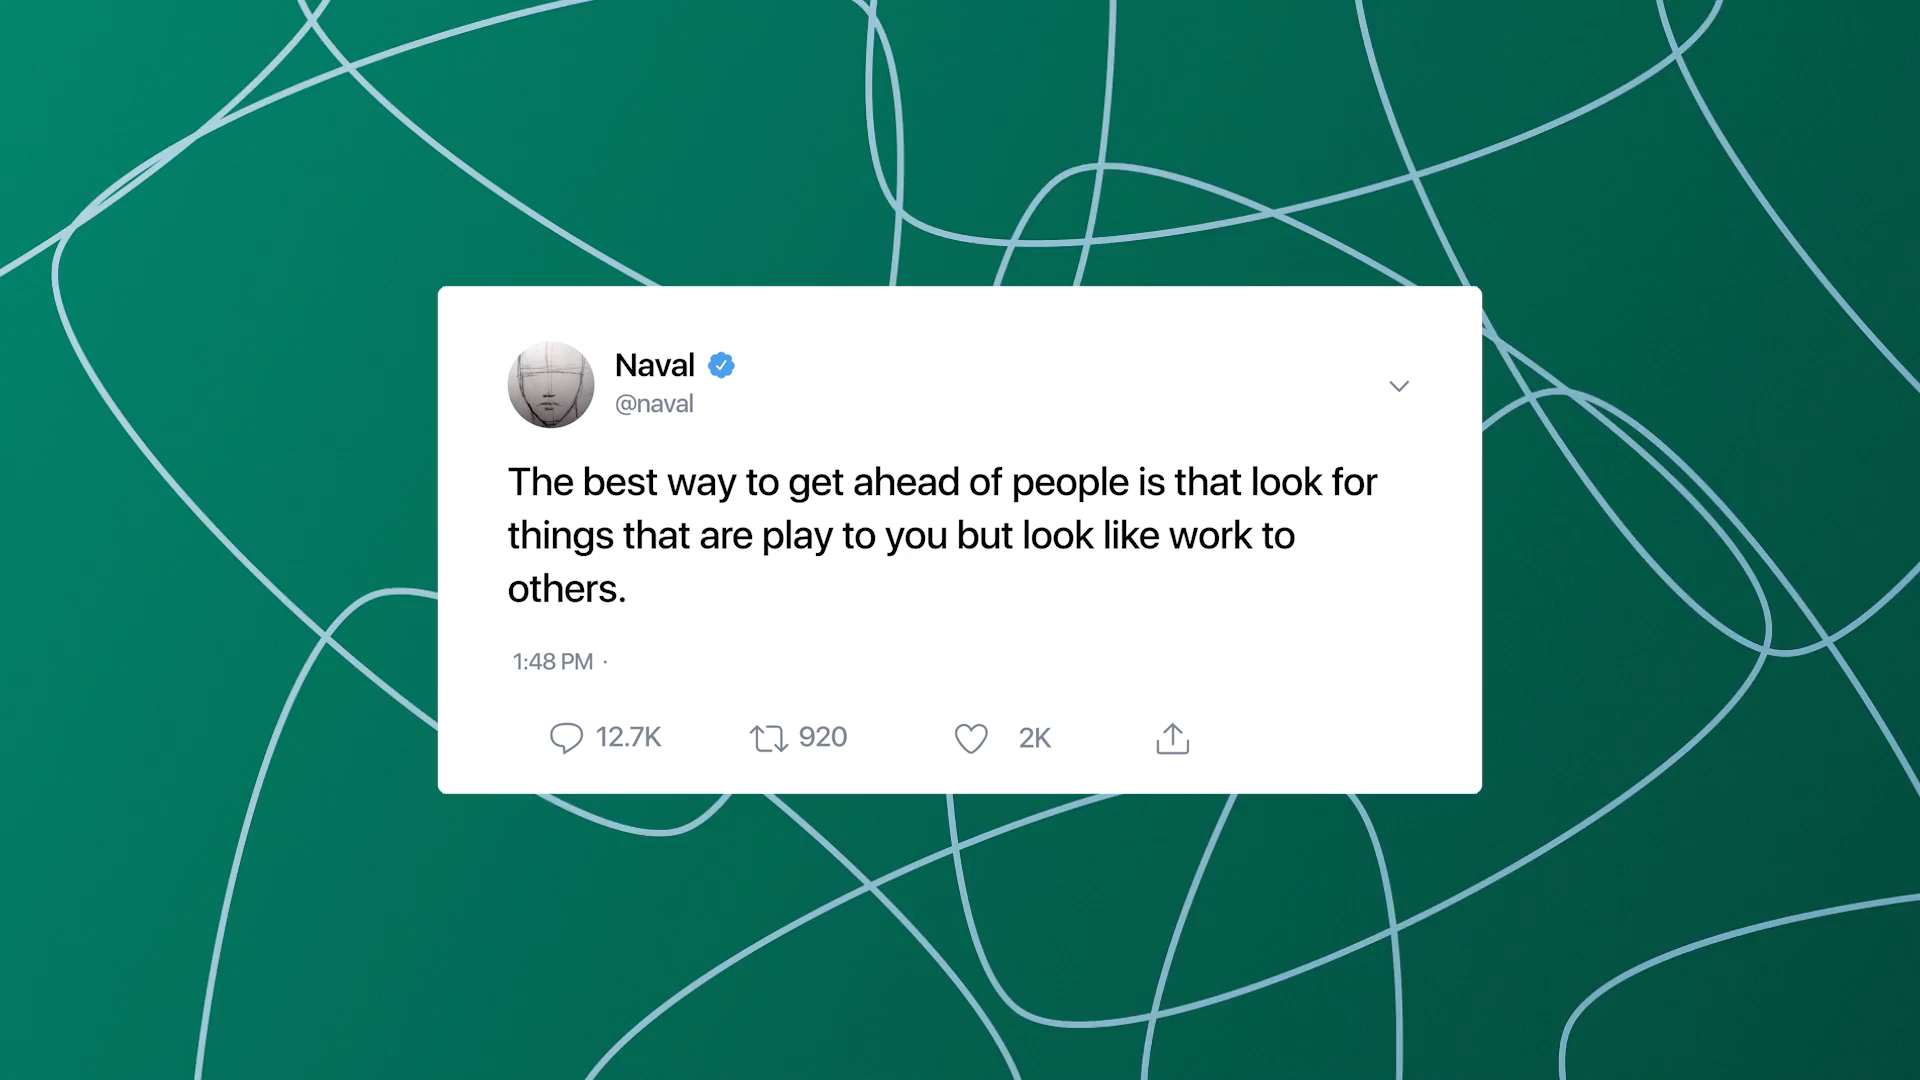 Naval
@naval
The best way to get ahead of people is that look for
things that are play to you but look like work to
others.
1:48 PM ·
12.7K 920 2K